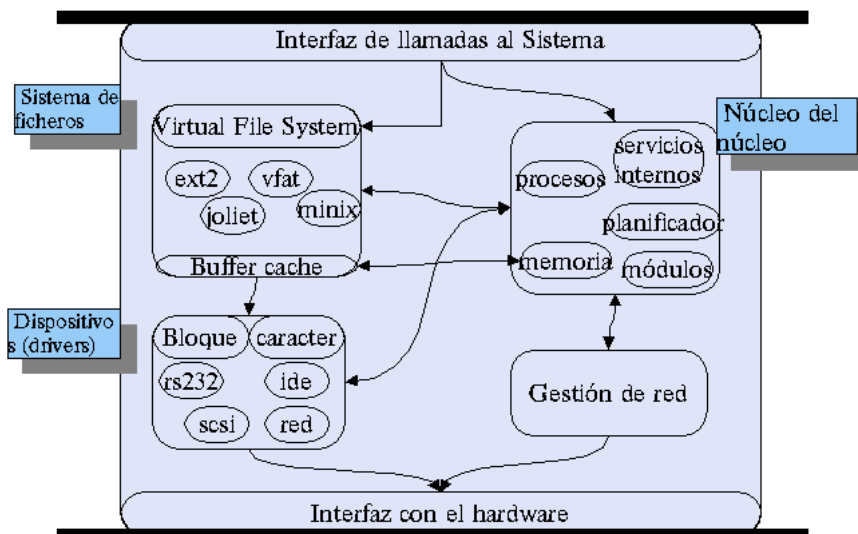 Interfaz de llamadas al Sistema
Sistema de
ficheros
Virtual File System
ext2
vfat
joliet
minix
Buffer cache
Núcleo del
núcleo
servicios
internos
procesos
planificador
memoria
módulos
Dispositivo
s (drivers)
Bloque
caracter
rs232
ide
scsi
red
Gestión de red
Interfaz con el hardware